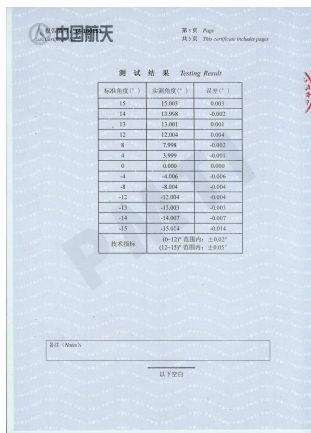 中国航天
第3页 Page
共3页 This certificate includes pages
测 试 结 果 Testing Result
标准角度(°) 实测角度(°) 误差(°)
15 15.003 0.003
14 13.998 -0.002
13 13.001 0.001
12 12.004 0.004
8 7.998 -0.002
4 3.999 -0.001
0 0.000 0.000
-4 -4.006 -0.006
-8 -8.004 -0.004
-12 -12.004 -0.004
-13 -13.003 -0.003
-14 -14.007 -0.007
-15 -15.014 -0.014
技术指标 (0~12)° 范围内: ±0.02°
(12~15)° 范围内: ±0.05°
备注 (Notes):
以下空白